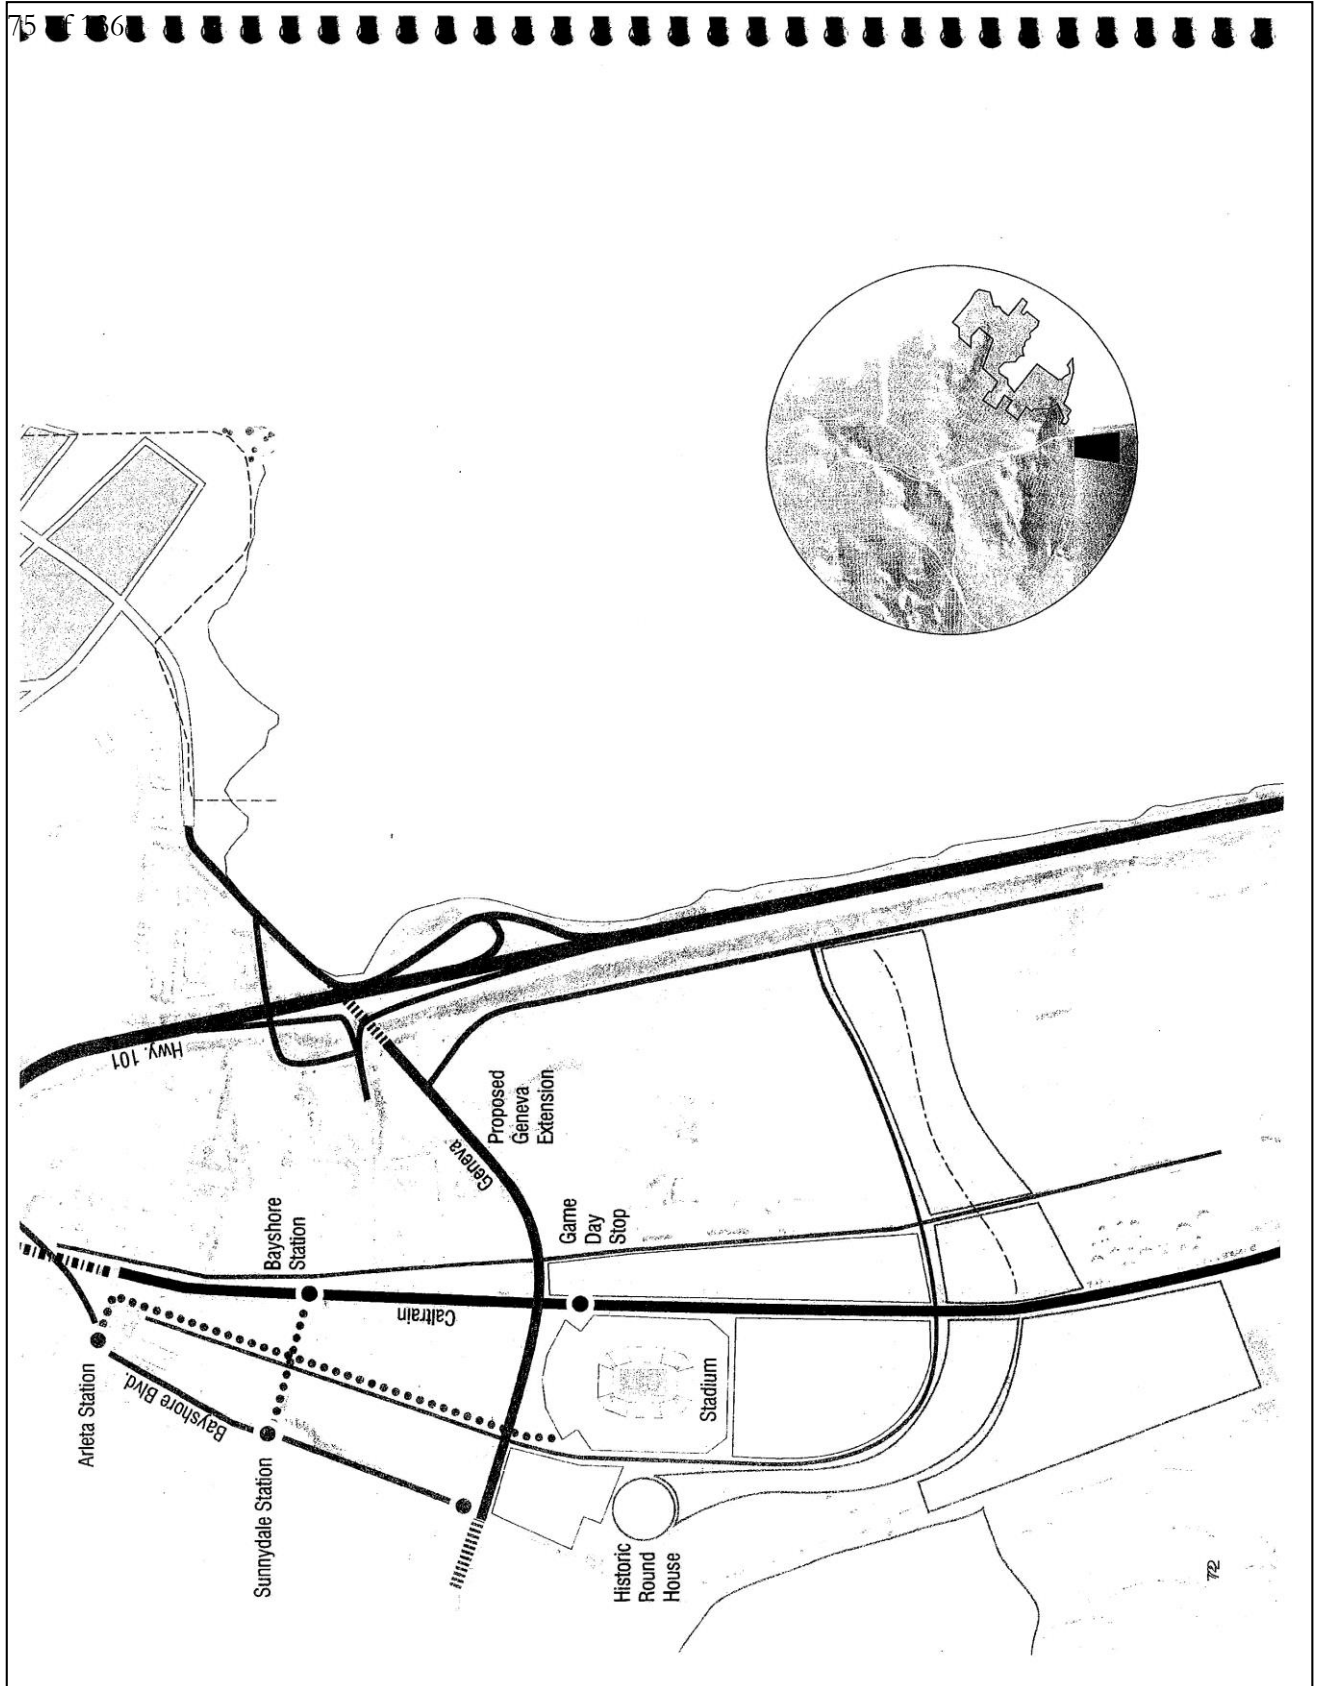 75 of 136
Hwy. 101
Proposed
Geneva
Extension
Geneva
Bayshore
Station
Game
Day
Stop
Caltrain
Arleta Station
Bayshore Blvd.
Stadium
Sunnydale Station
Historic
Round
House